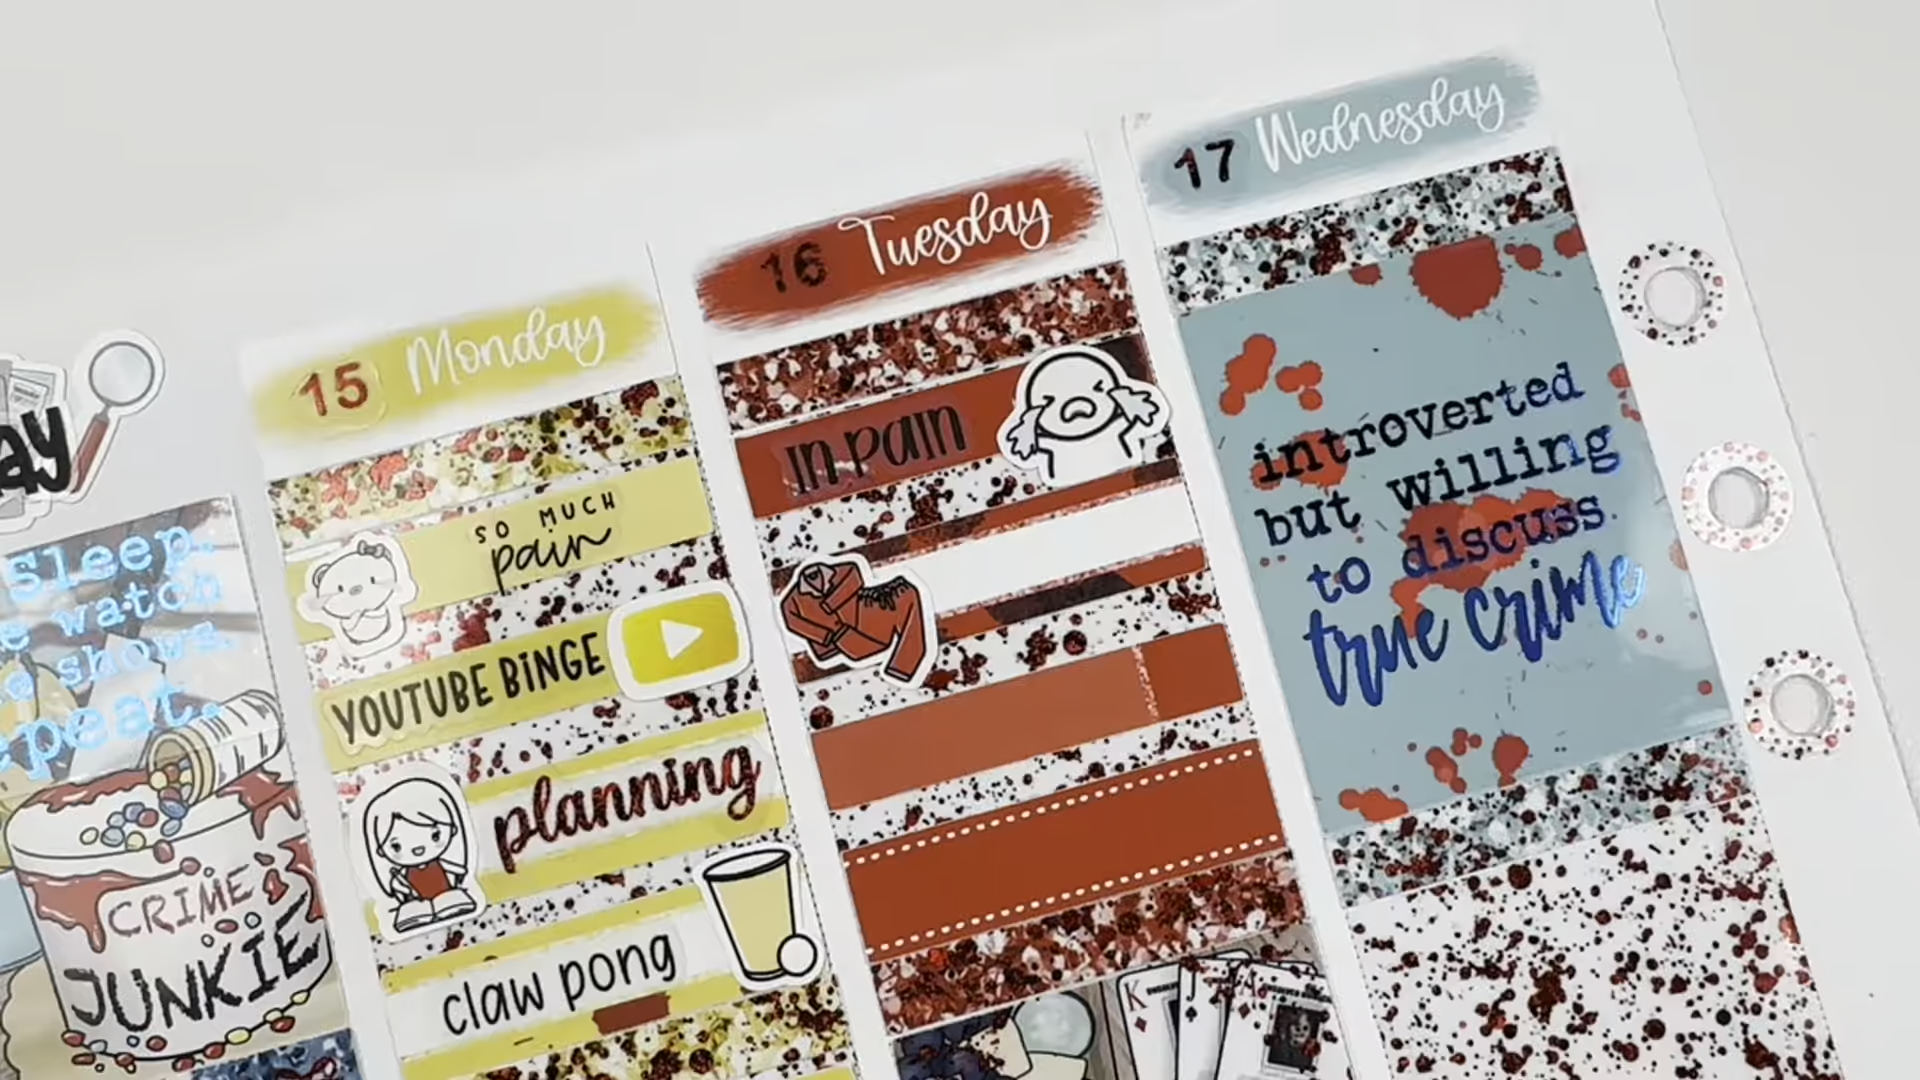 ay
Sleep.
watch
shows.
epeat.
CRIME
JUNKIE
15 Monday
SO MUCH
pain
YOUTUBE BINGE
planning
claw pong
16 Tuesday
IN PAIN
K
A
17 Wednesday
introverted
but willing
to discuss
true crime